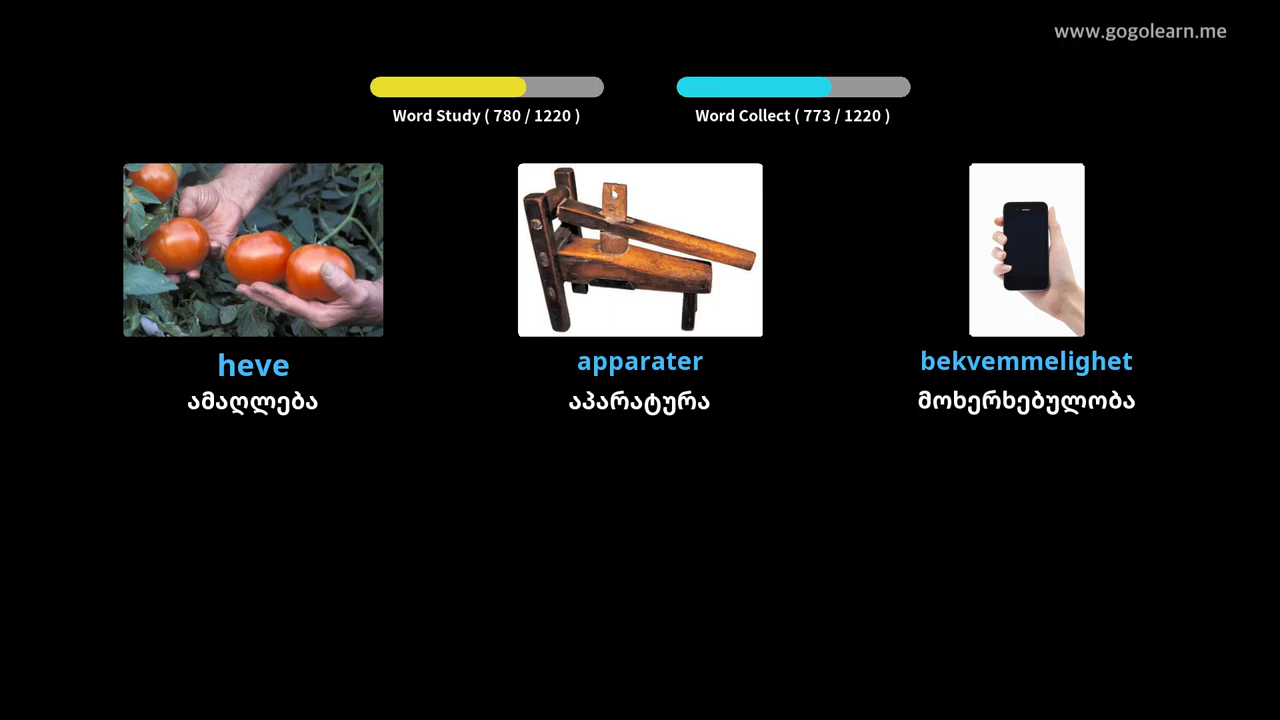 www.gogolearn.me
Word Study ( 780 / 1220 )
Word Collect ( 773 / 1220 )
heve
ამაღლება
apparater
აპარატურა
bekvemmelighet
მოხერხებულობა